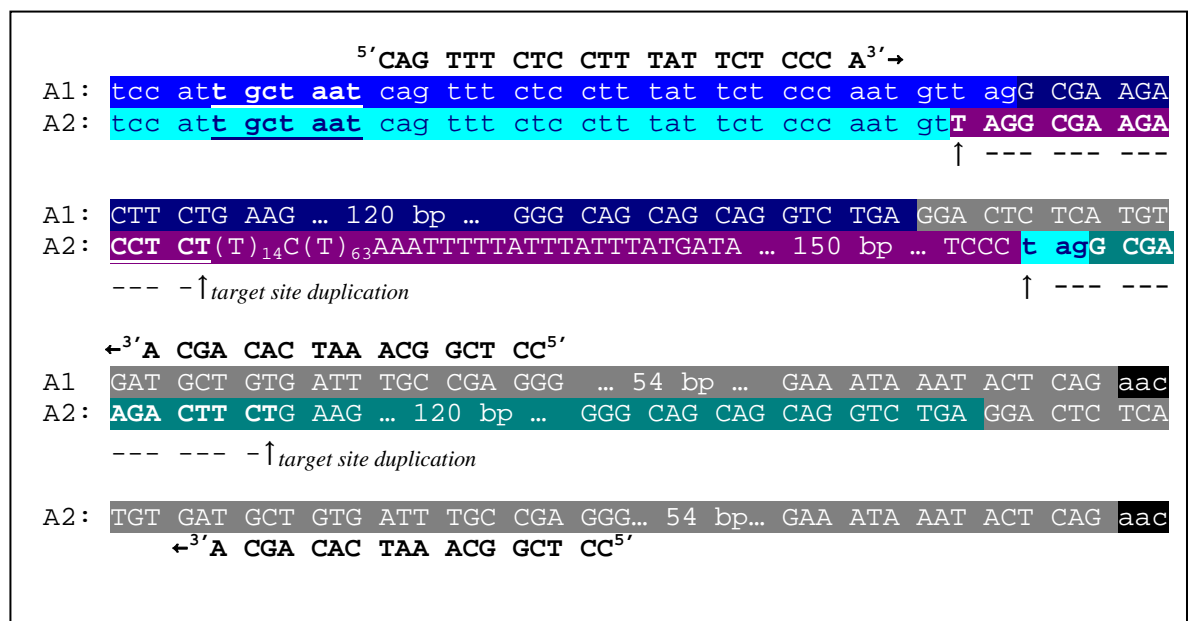 5′CAG TTT CTC CTT TAT TCT CCC A3′→
A1: tcc att gct aat cag ttt ctc ctt tat tct ccc aat gtt agG CGA AGA
A2: tcc att gct aat cag ttt ctc ctt tat tct ccc aat gtT AGG CGA AGA
↑ --- --- ---
A1: CTT CTG AAG … 120 bp … GGG CAG CAG CAG GTC TGA GGA CTC TCA TGT
A2: CCT CT(T)14C(T)63AAATTTTTATTTATTTATGATA … 150 bp … TCCC t agG CGA
--- -↑target site duplication ↑ --- ---
←3′A CGA CAC TAA ACG GCT CC5′
A1 GAT GCT GTG ATT TGC CGA GGG … 54 bp … GAA ATA AAT ACT CAG aac
A2: AGA CTT CTG AAG … 120 bp … GGG CAG CAG CAG GTC TGA GGA CTC TCA
--- --- -↑target site duplication
A2: TGT GAT GCT GTG ATT TGC CGA GGG… 54 bp… GAA ATA AAT ACT CAG aac
←3′A CGA CAC TAA ACG GCT CC5′